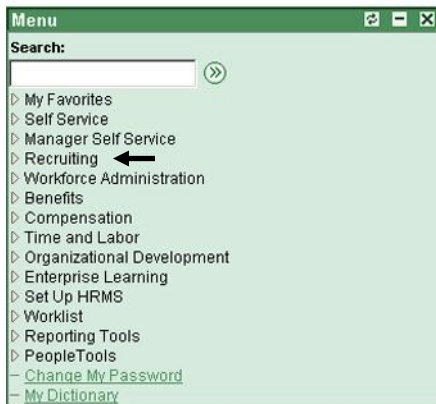 Menu
Search:
My Favorites
Self Service
Manager Self Service
Recruiting
Workforce Administration
Benefits
Compensation
Time and Labor
Organizational Development
Enterprise Learning
Set Up HRMS
Worklist
Reporting Tools
PeopleTools
Change My Password
My Dictionary